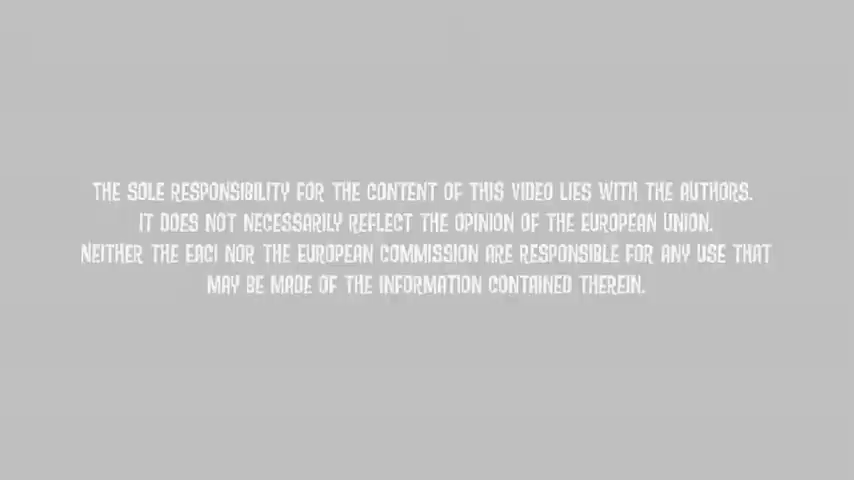 THE SOLE RESPONSIBILITY FOR THE CONTENT OF THIS VIDEO LIES WITH THE AUTHORS.
IT DOES NOT NECESSARILY REFLECT THE OPINION OF THE EUROPEAN UNION.
NEITHER THE EACI NOR THE EUROPEAN COMMISSION ARE RESPONSIBLE FOR ANY USE THAT
MAY BE MADE OF THE INFORMATION CONTAINED THEREIN.